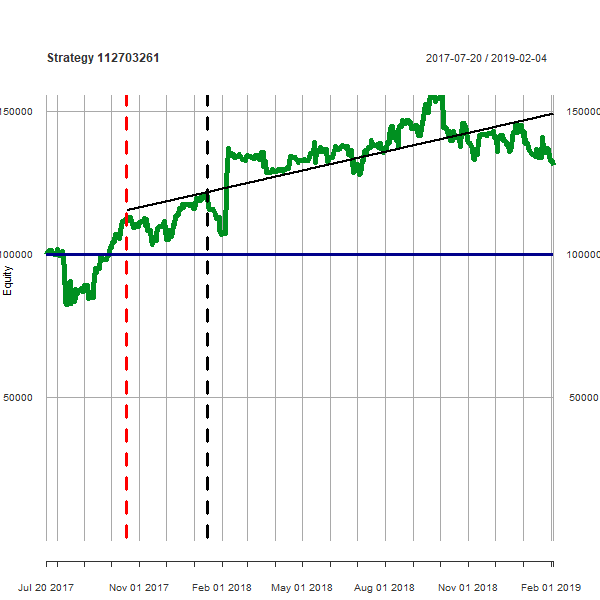 Strategy 112703261
2017-07-20 / 2019-02-04
150000 150000
100000 100000
Equity
50000 50000
Jul 20 2017 Nov 01 2017 Feb 01 2018 May 01 2018 Aug 01 2018 Nov 01 2018 Feb 01 2019